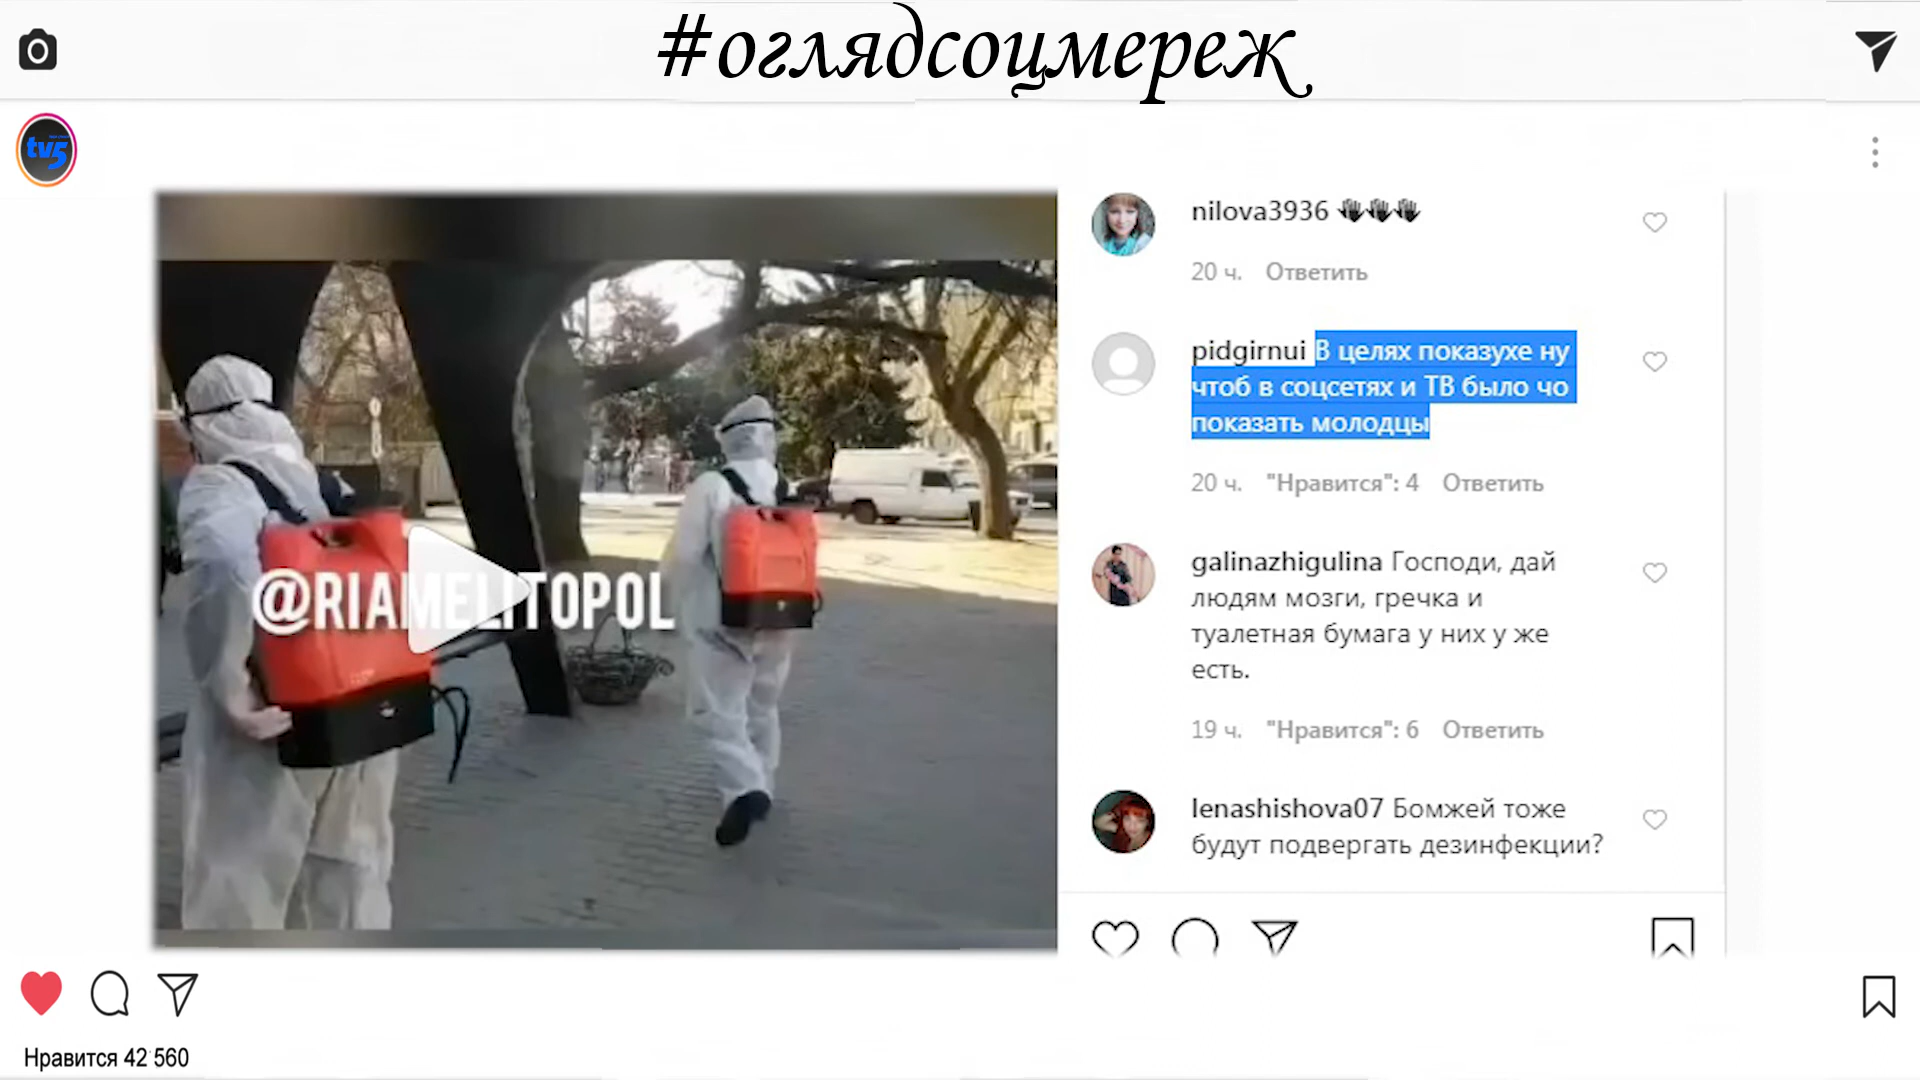 #оглядсоцмереж
tv5
@RIAMELITOPOL
nilova3936
20 ч. Ответить
pidgirnui В целях показухе ну
чтоб в соцсетях и ТВ было чо
показать молодцы
20 ч. "Нравится": 4 Ответить
galinazhigulina Господи, дай
людям мозги, гречка и
туалетная бумага у них у же
есть.
19 ч. "Нравится": 6 Ответить
lenashishova07 Бомжей тоже
будут подвергать дезинфекции?
Нравится 42 560